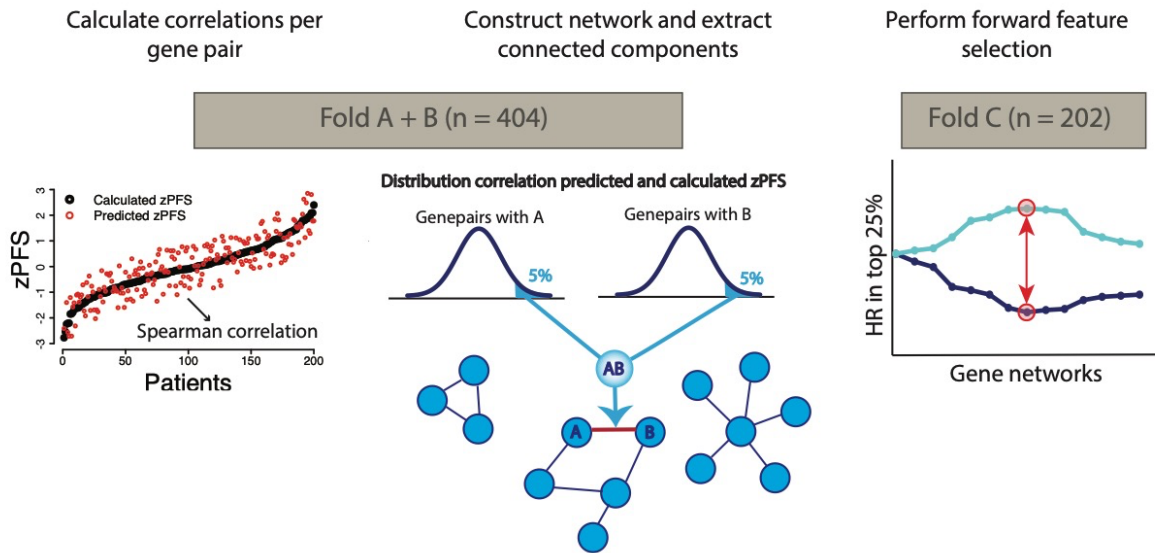 Calculate correlations per
gene pair
Construct network and extract
connected components
Perform forward feature
selection
Fold A + B (n = 404)
Fold C (n = 202)
zPFS
3
2
1
0
-1
-2
-3
Calculated zPFS
Predicted zPFS
Spearman correlation
0
50
100
150
200
Patients
Distribution correlation predicted and calculated zPFS
Genepairs with A
Genepairs with B
5%
5%
AB
A
B
HR in top 25%
Gene networks